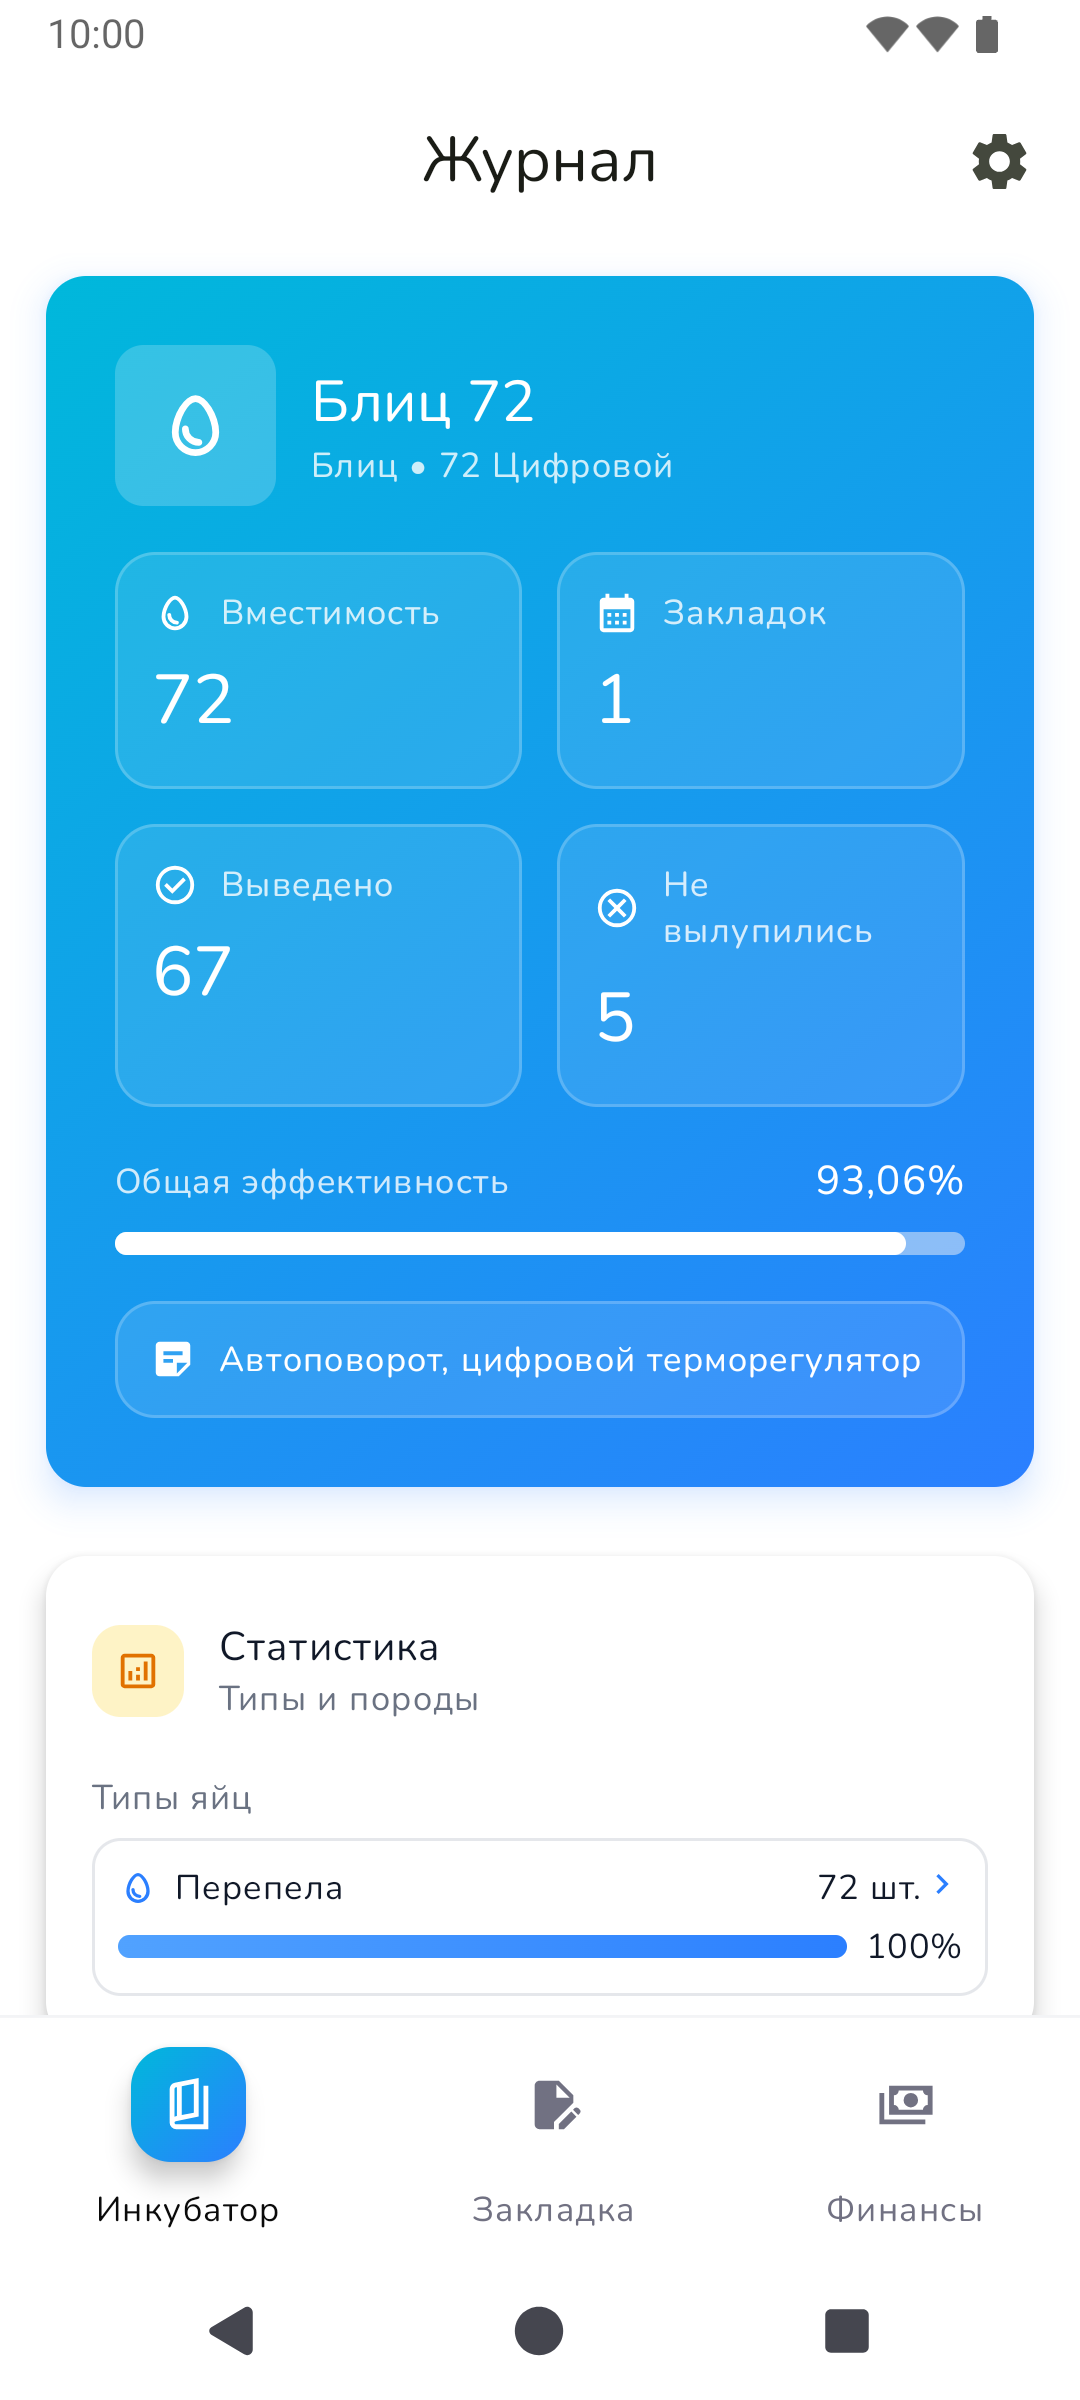 10:00
Журнал
Блиц 72
Блиц • 72 Цифровой
Вместимость
72
Закладок
1
Выведено
67
Не
вылупились
5
Общая эффективность
93,06%
Автоповорот, цифровой терморегулятор
Статистика
Типы и породы
Типы яйц
Перепела
72 шт.
100%
Инкубатор
Закладка
Финансы